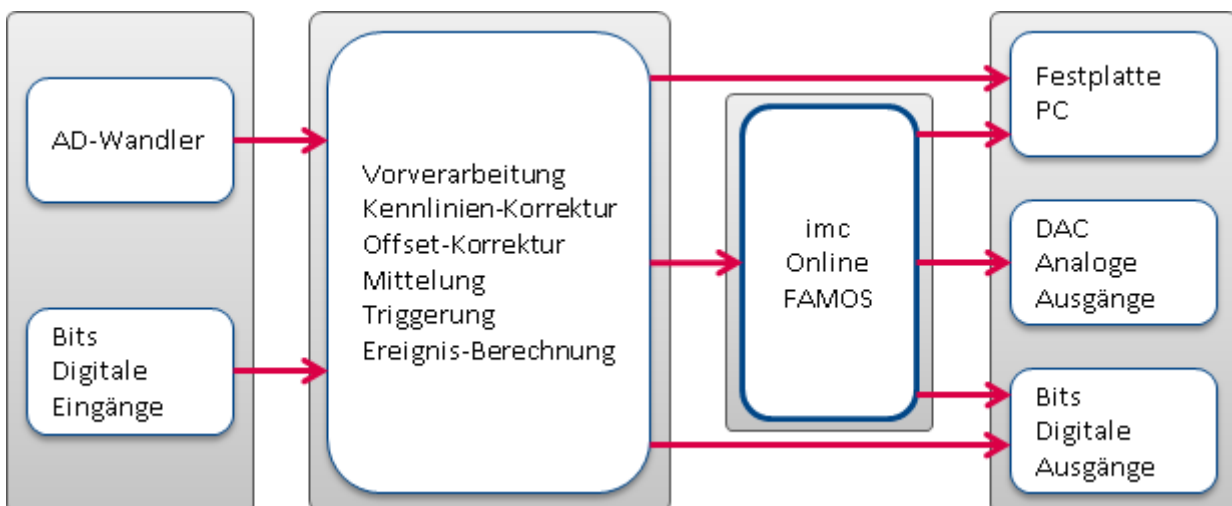 AD-Wandler
Bits
Digitale
Eingänge
Vorverarbeitung
Kennlinien-Korrektur
Offset-Korrektur
Mittelung
Triggerung
Ereignis-Berechnung
imc
Online
FAMOS
Festplatte
PC
DAC
Analoge
Ausgänge
Bits
Digitale
Ausgänge